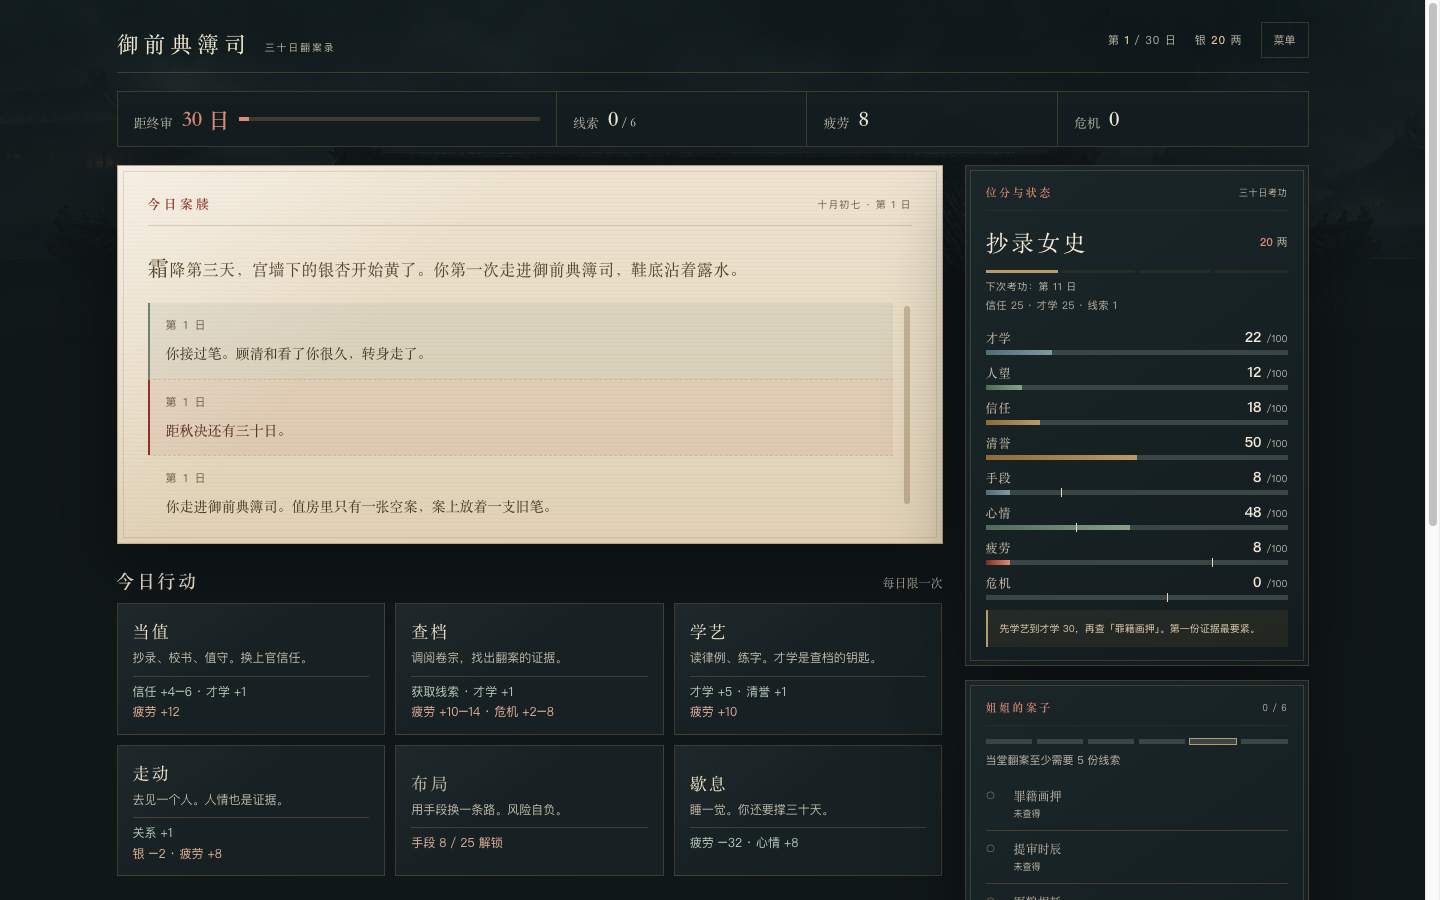 御前典簿司 三十日翻案录
第 1 / 30 日 银 20 两 菜单
距终审 30 日
线索 0 / 6
疲劳 8
危机 0
今日案牍
十月初七 · 第 1 日
霜降第三天，宫墙下的银杏开始黄了。你第一次走进御前典簿司，鞋底沾着露水。
第 1 日
你接过笔。顾清和看了你很久，转身走了。
第 1 日
距秋决还有三十日。
第 1 日
你走进御前典簿司。值房里只有一张空案，案上放着一支旧笔。
今日行动
每日限一次
当值
抄录、校书、值守。换上官信任。
信任 +4—6 · 才学 +1
疲劳 +12
查档
调阅卷宗，找出翻案的证据。
获取线索 · 才学 +1
疲劳 +10—14 · 危机 +2—8
学艺
读律例、练字。才学是查档的钥匙。
才学 +5 · 清誉 +1
疲劳 +10
走动
去见一个人。人情也是证据。
关系 +1
银 −2 · 疲劳 +8
布局
用手段换一条路。风险自负。
手段 8 / 25 解锁
歇息
睡一觉。你还要撑三十天。
疲劳 −32 · 心情 +8
位分与状态
三十日考功
抄录女史
20 两
下次考功：第 11 日
信任 25 · 才学 25 · 线索 1
才学 22 /100
人望 12 /100
信任 18 /100
清誉 50 /100
手段 8 /100
心情 48 /100
疲劳 8 /100
危机 0 /100
先学艺到才学 30，再查「罪籍画押」。第一份证据最要紧。
姐姐的案子
0 / 6
当堂翻案至少需要 5 份线索
罪籍画押
未查得
提审时辰
未查得